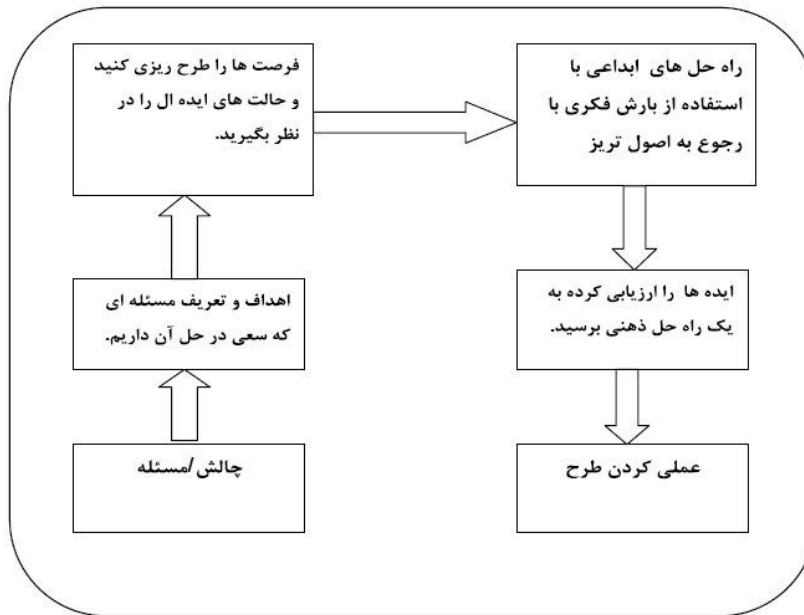 فرصت ها را طرح ریزی کنید
و حالت های ایده ال را در
نظر بگیرید.
راه حل های ابداعی با
استفاده از بارش فکری با
رجوع به اصول تریز
اهداف و تعریف مسئله ای
که سعی در حل آن داریم.
ایده ها را ارزیابی کرده به
یک راه حل ذهنی برسید.
چالش/مسئله
عملی کردن طرح